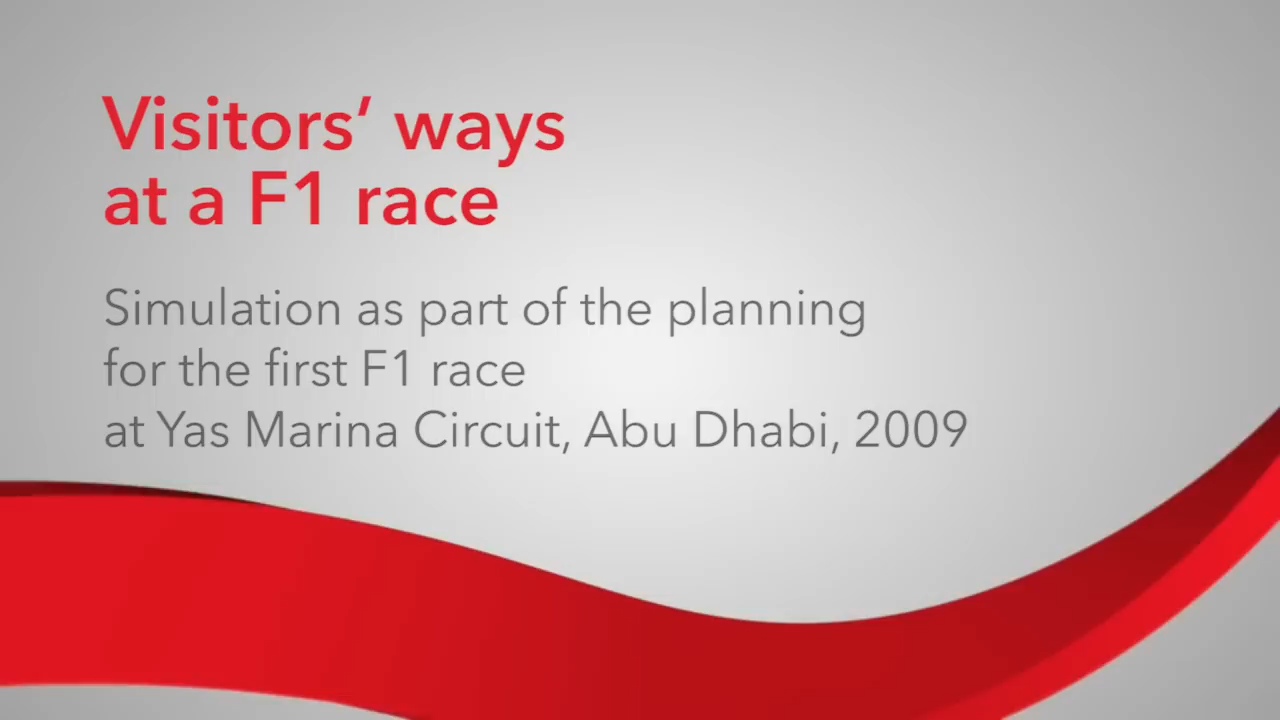 Visitors’ ways
at a F1 race
Simulation as part of the planning
for the first F1 race
at Yas Marina Circuit, Abu Dhabi, 2009